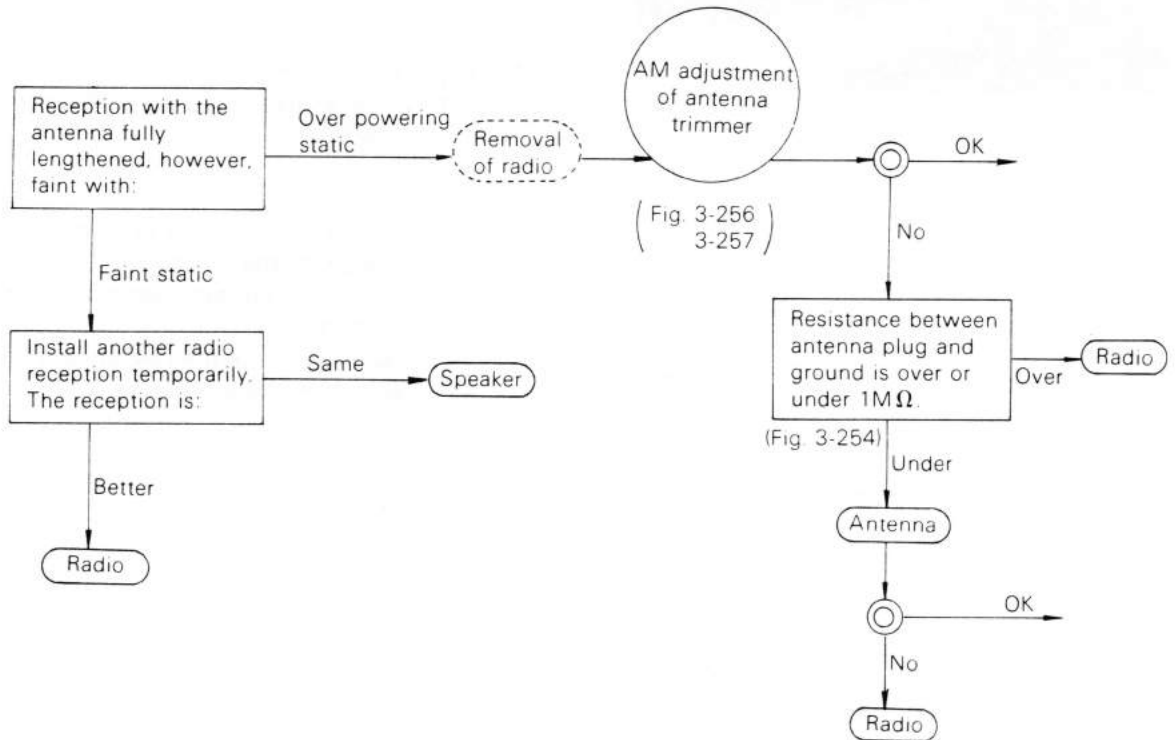 AM adjustment
of antenna
trimmer
Reception with the
antenna fully
lengthened, however,
faint with:
Over powering
static
Removal
of radio
OK
(Fig. 3-256
3-257)
No
Faint static
Install another radio
reception temporarily.
The reception is:
Same
Speaker
Resistance between
antenna plug and
ground is over or
under 1MΩ.
Over
Radio
(Fig. 3-254)
Under
Better
Radio
Antenna
OK
No
Radio